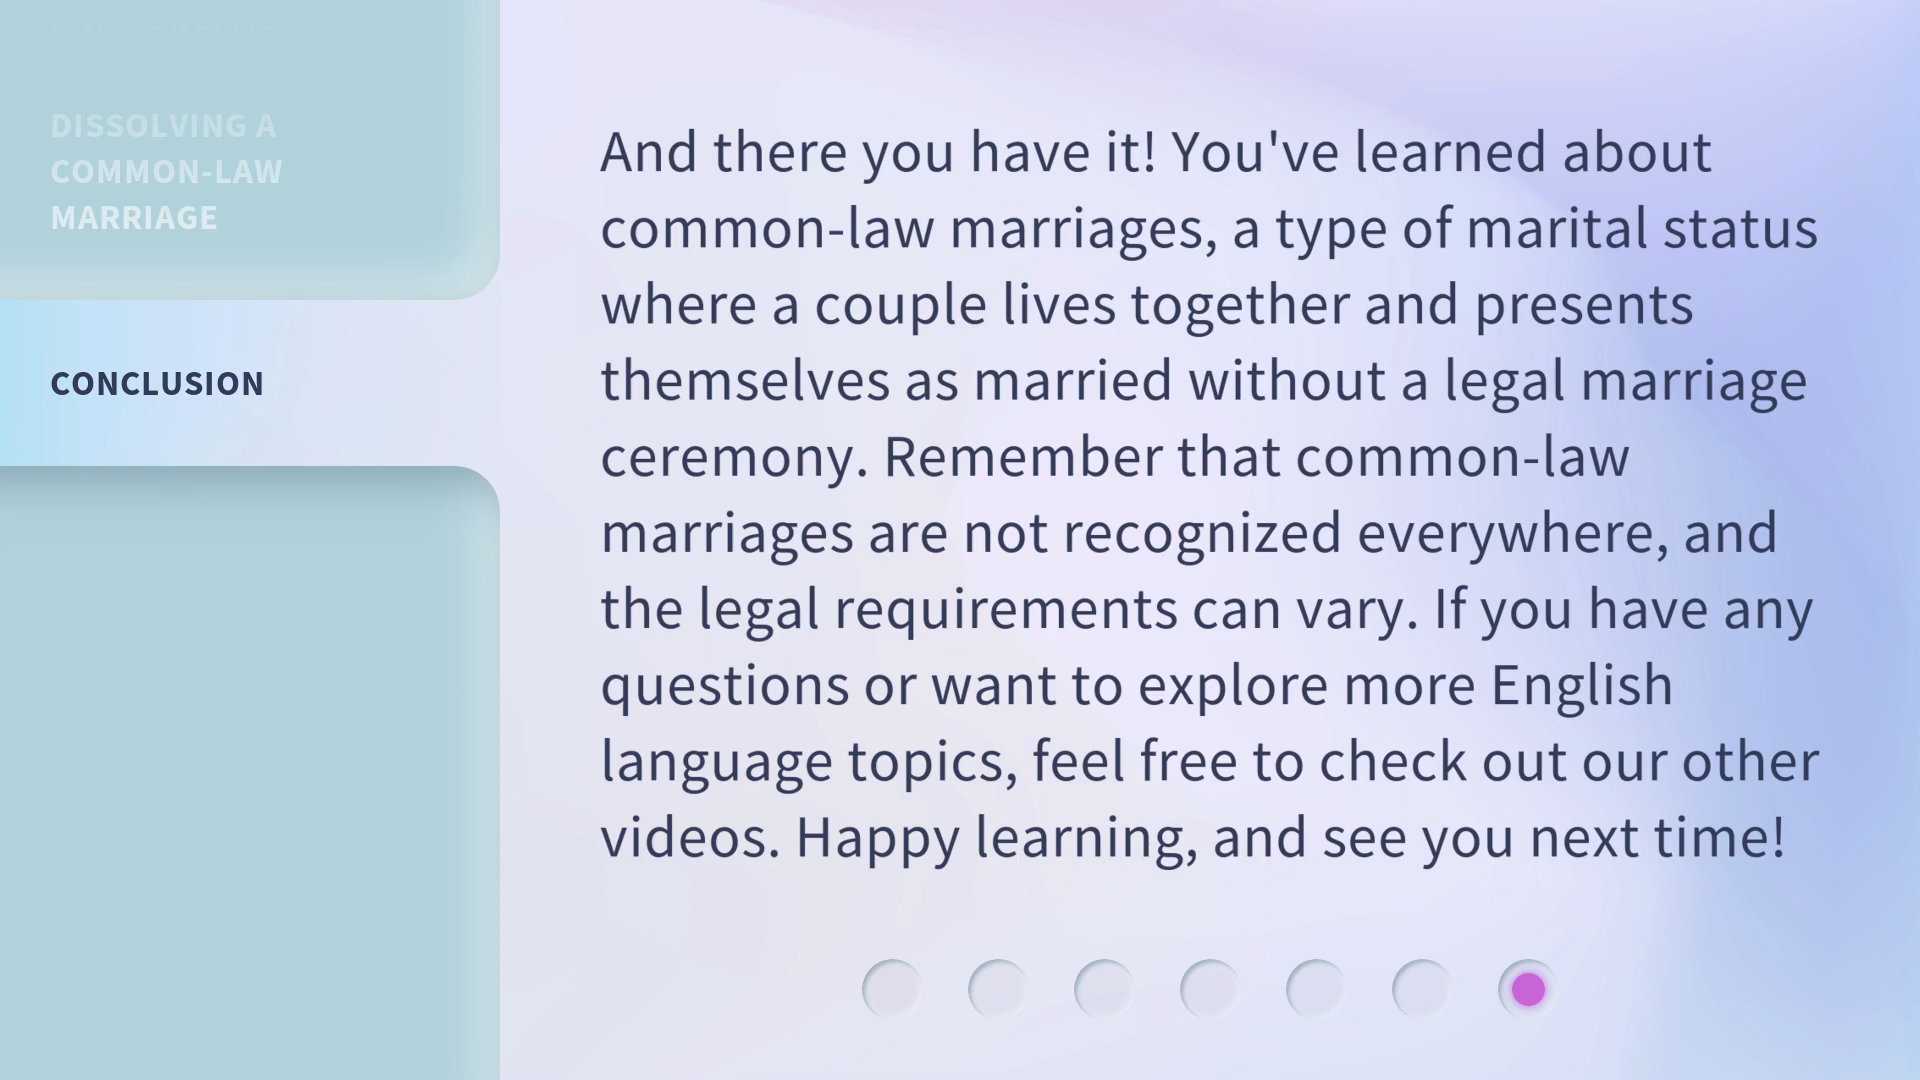 DISSOLVING A
COMMON-LAW
MARRIAGE
CONCLUSION
And there you have it! You've learned about
common-law marriages, a type of marital status
where a couple lives together and presents
themselves as married without a legal marriage
ceremony. Remember that common-law
marriages are not recognized everywhere, and
the legal requirements can vary. If you have any
questions or want to explore more English
language topics, feel free to check out our other
videos. Happy learning, and see you next time!